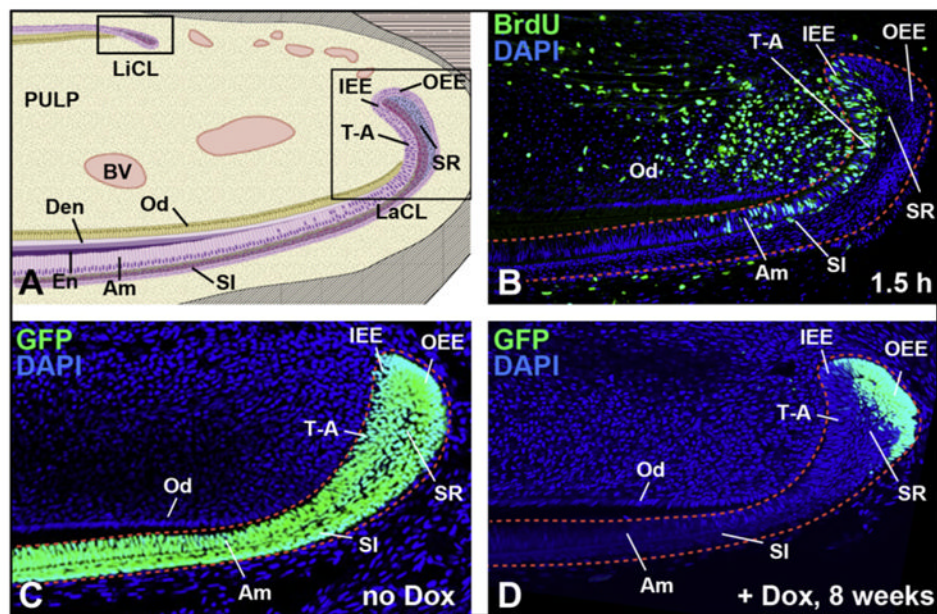 LiCL
PULP
IEE
OEE
T-A
SR
BV
Od
Den
LaCL
A
En
Am
SI
BrdU
DAPI
T-A
IEE
OEE
Od
SR
Am
SI
B
1.5 h
GFP
DAPI
IEE
OEE
T-A
SR
Od
SI
Am
C
no Dox
GFP
DAPI
IEE
OEE
T-A
SR
Od
SI
Am
D
+ Dox, 8 weeks